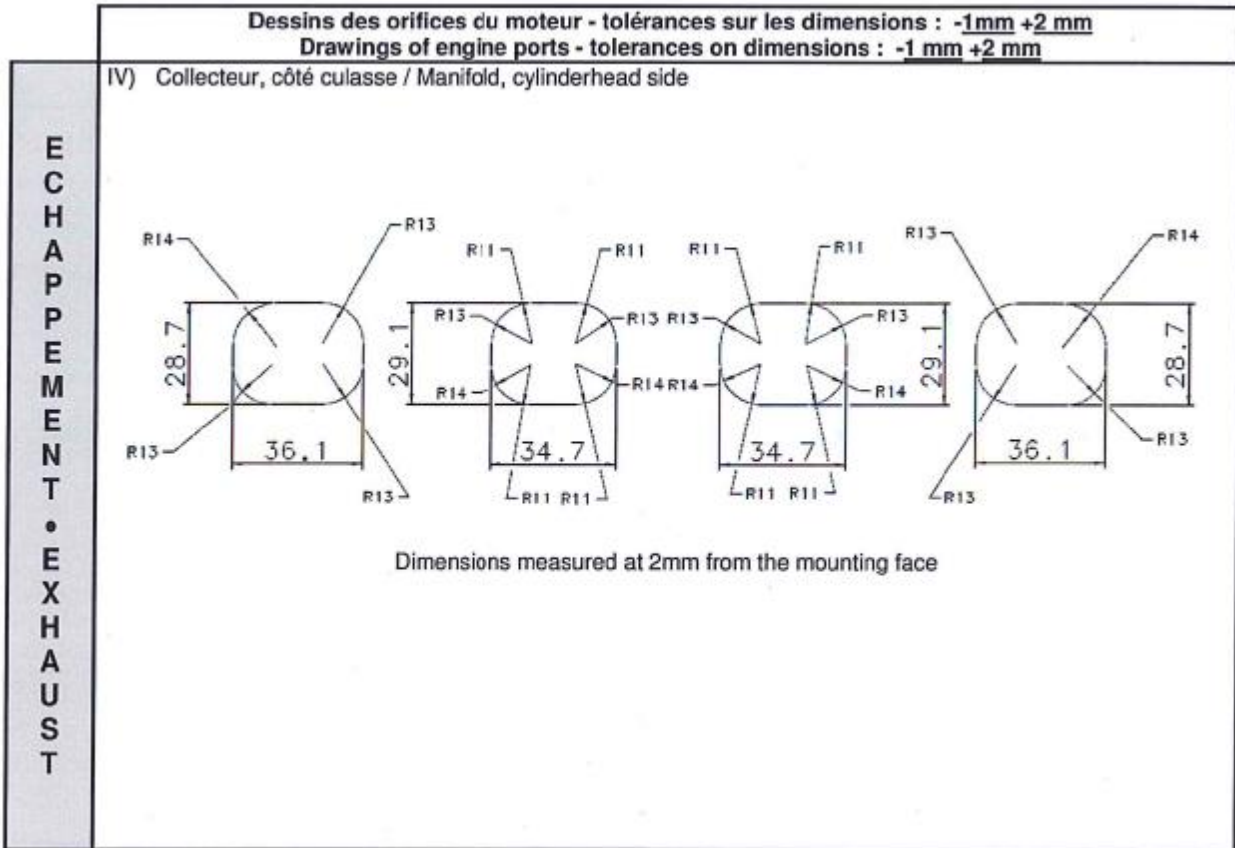 Dessins des orifices du moteur - tolérances sur les dimensions : -1mm +2 mm
Drawings of engine ports - tolerances on dimensions : -1 mm +2 mm
IV) Collecteur, côté culasse / Manifold, cylinderhead side
ECHAPPEMENT • EXHAUST
R14 R13 R11 R11 R11 R11 R13 R14
R13 R13 R13 R13
28.7 29.1 29.1 28.7
R14 R14 R14 R14
R13 36.1 34.7 34.7 36.1 R13
R13 R11 R11 R11 R11 R13
Dimensions measured at 2mm from the mounting face